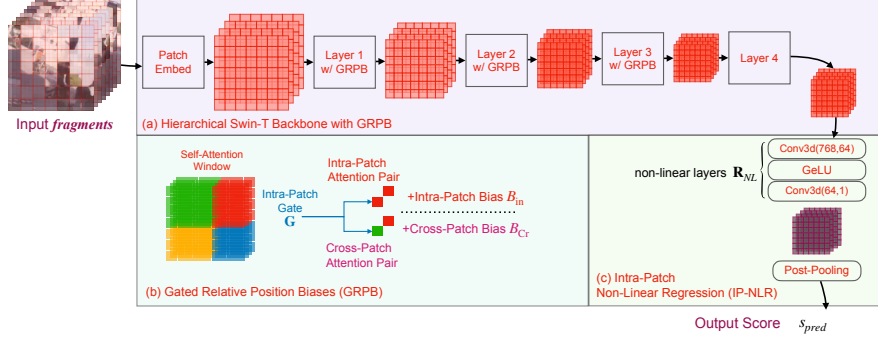 Input fragments
Patch
Embed
Layer 1
w/ GRPB
Layer 2
w/ GRPB
Layer 3
w/ GRPB
Layer 4
(a) Hierarchical Swin-T Backbone with GRPB
Self-Attention
Window
Intra-Patch
Gate
G
Intra-Patch
Attention Pair
+Intra-Patch Bias B_in
+Cross-Patch Bias B_Cr
Cross-Patch
Attention Pair
(b) Gated Relative Position Biases (GRPB)
non-linear layers R_NL
Conv3d(768,64)
GeLU
Conv3d(64,1)
Post-Pooling
(c) Intra-Patch
Non-Linear Regression (IP-NLR)
Output Score s_pred